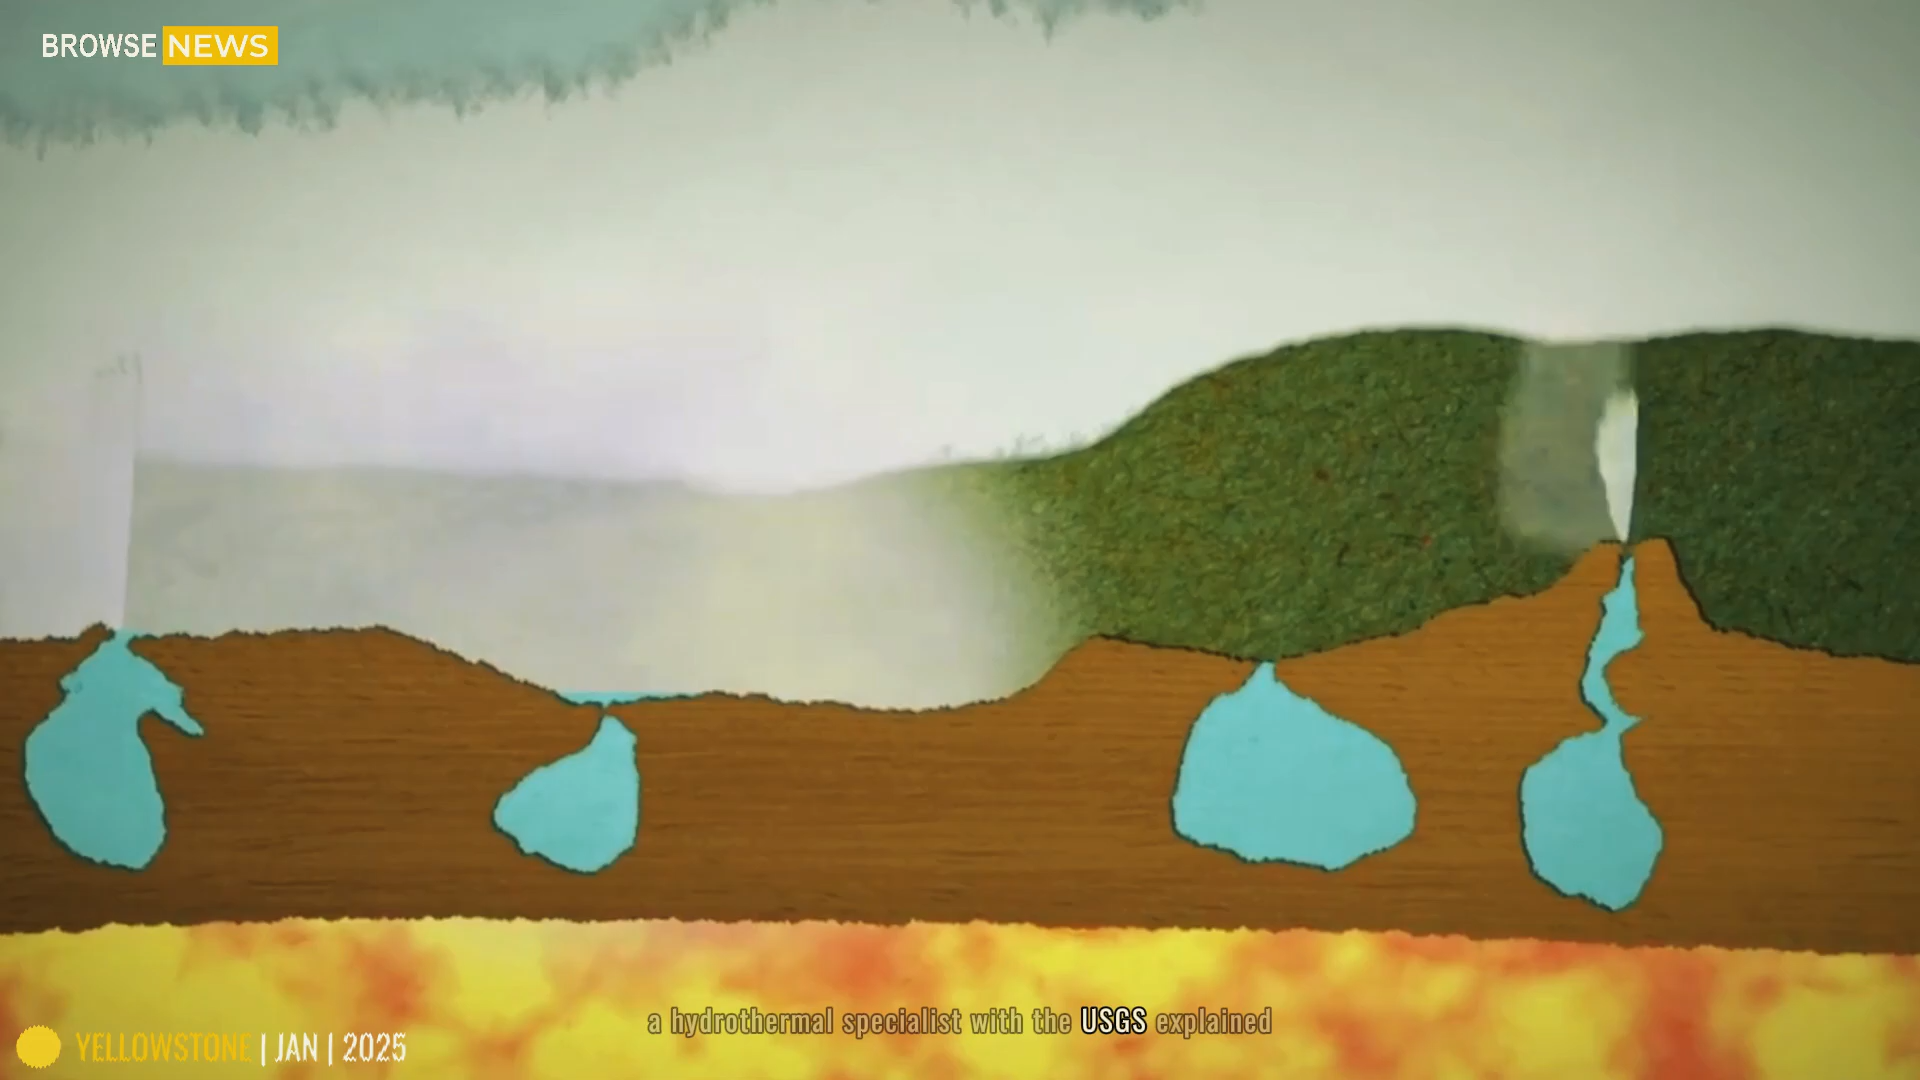 BROWSE NEWS
a hydrothermal specialist with the USGS explained
YELLOWSTONE | JAN | 2025